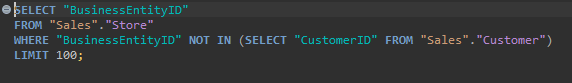 SELECT "BusinessEntityID"
FROM "Sales"."Store"
WHERE "BusinessEntityID" NOT IN (SELECT "CustomerID" FROM "Sales"."Customer")
LIMIT 100;